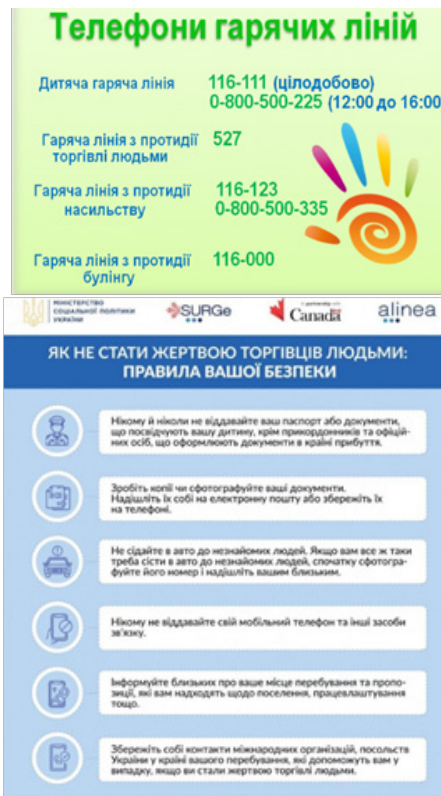 Телефони гарячих ліній
Дитяча гаряча лінія 116-111 (цілодобово)
0-800-500-225 (12:00 до 16:00
Гаряча лінія з протидії 527
торгівлі людьми
Гаряча лінія з протидії 116-123
насильству 0-800-500-335
Гаряча лінія з протидії 116-000
булінгу
МІНІСТЕРСТВО
СОЦІАЛЬНОЇ ПОЛІТИКИ
УКРАЇНИ
SURGe
in partnership with
Canada
alinea
ЯК НЕ СТАТИ ЖЕРТВОЮ ТОРГІВЦІВ ЛЮДЬМИ:
ПРАВИЛА ВАШОЇ БЕЗПЕКИ
Нікому й ніколи не віддавайте ваш паспорт або документи,
що посвідчують вашу дитину, крім прикордонників та офіцій-
них осіб, що оформлюють документи в країні прибуття.
Зробіть копії чи сфотографуйте ваші документи.
Надішліть їх собі на електронну пошту або збережіть їх
на телефоні.
Не сідайте в авто до незнайомих людей. Якщо вам все ж таки
треба сісти в авто до незнайомих людей, спочатку сфотогра-
фуйте його номер і надішліть вашим близьким.
Нікому не віддавайте свій мобільний телефон та інші засоби
зв'язку.
Інформуйте близьких про ваше місце перебування та пропо-
зиції, які вам надходять щодо поселення, працевлаштування
тощо.
Збережіть собі контакти міжнародних організацій, посольств
України у країні вашого перебування, які допоможуть вам у
випадку, якщо ви стали жертвою торгівлі людьми.